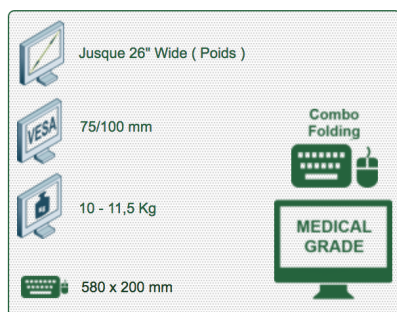 Jusque 26" Wide ( Poids )
VESA
75/100 mm
KG
10 - 11,5 Kg
580 x 200 mm
Combo
Folding
MEDICAL
GRADE